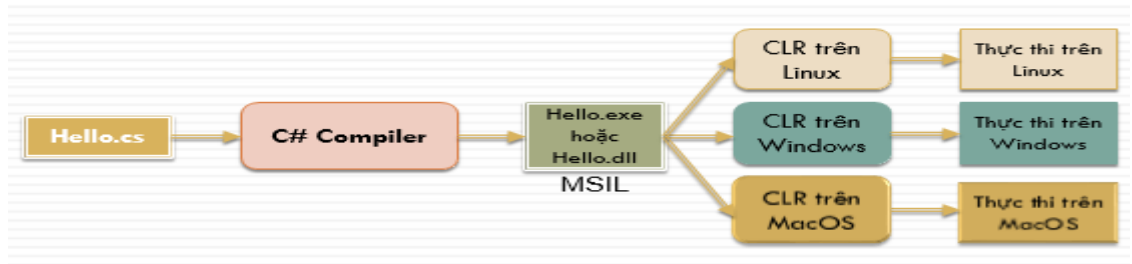 Hello.cs
C# Compiler
Hello.exe
hoặc
Hello.dll
MSIL
CLR trên
Linux
Thực thi trên
Linux
CLR trên
Windows
Thực thi trên
Windows
CLR trên
MacOS
Thực thi trên
MacOS